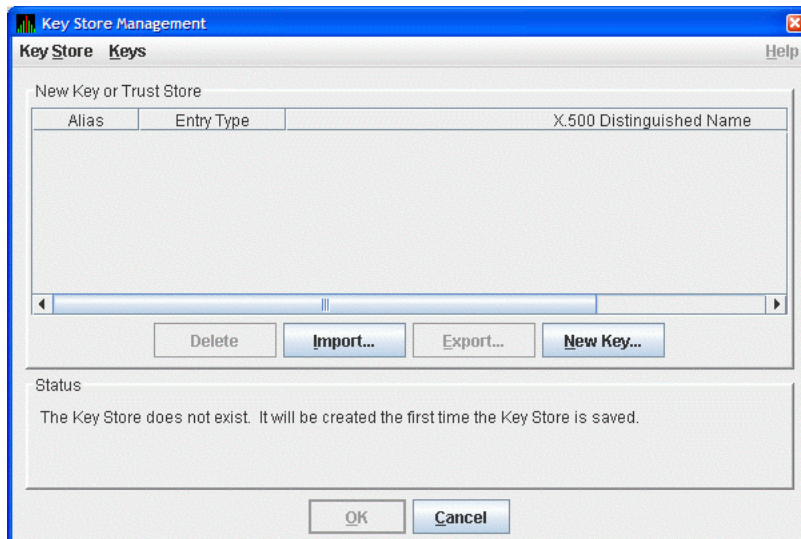 Key Store Management
Key Store Keys Help
New Key or Trust Store
Alias Entry Type X.500 Distinguished Name
Delete Import... Export... New Key...
Status
The Key Store does not exist. It will be created the first time the Key Store is saved.
OK Cancel